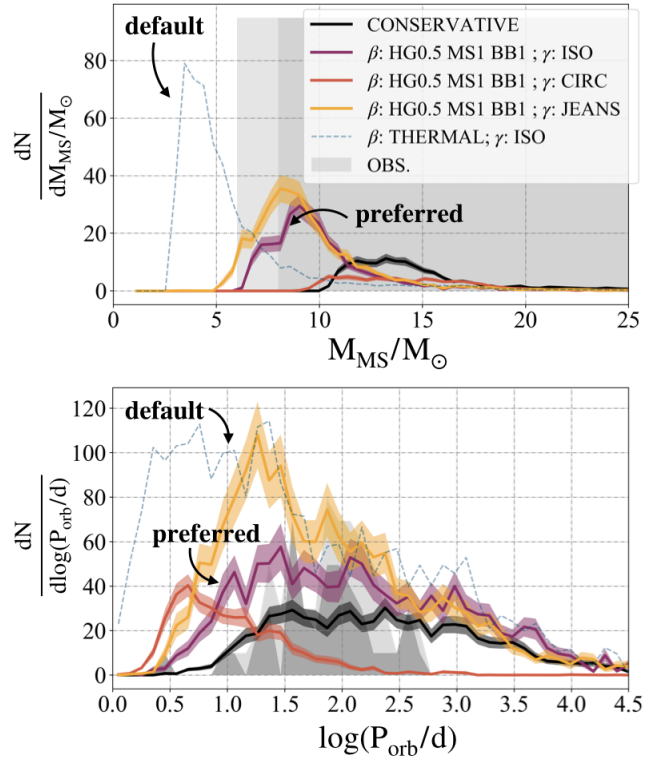 default
CONSERVATIVE
β: HG0.5 MS1 BB1 ; γ: ISO
β: HG0.5 MS1 BB1 ; γ: CIRC
β: HG0.5 MS1 BB1 ; γ: JEANS
β: THERMAL; γ: ISO
OBS.
preferred
dN
dM_MS/M_⊙
80
60
40
20
0
0 5 10 15 20 25
M_MS/M_⊙
default
preferred
dN
dlog(P_orb/d)
120
100
80
60
40
20
0
0.0 0.5 1.0 1.5 2.0 2.5 3.0 3.5 4.0 4.5
log(P_orb/d)